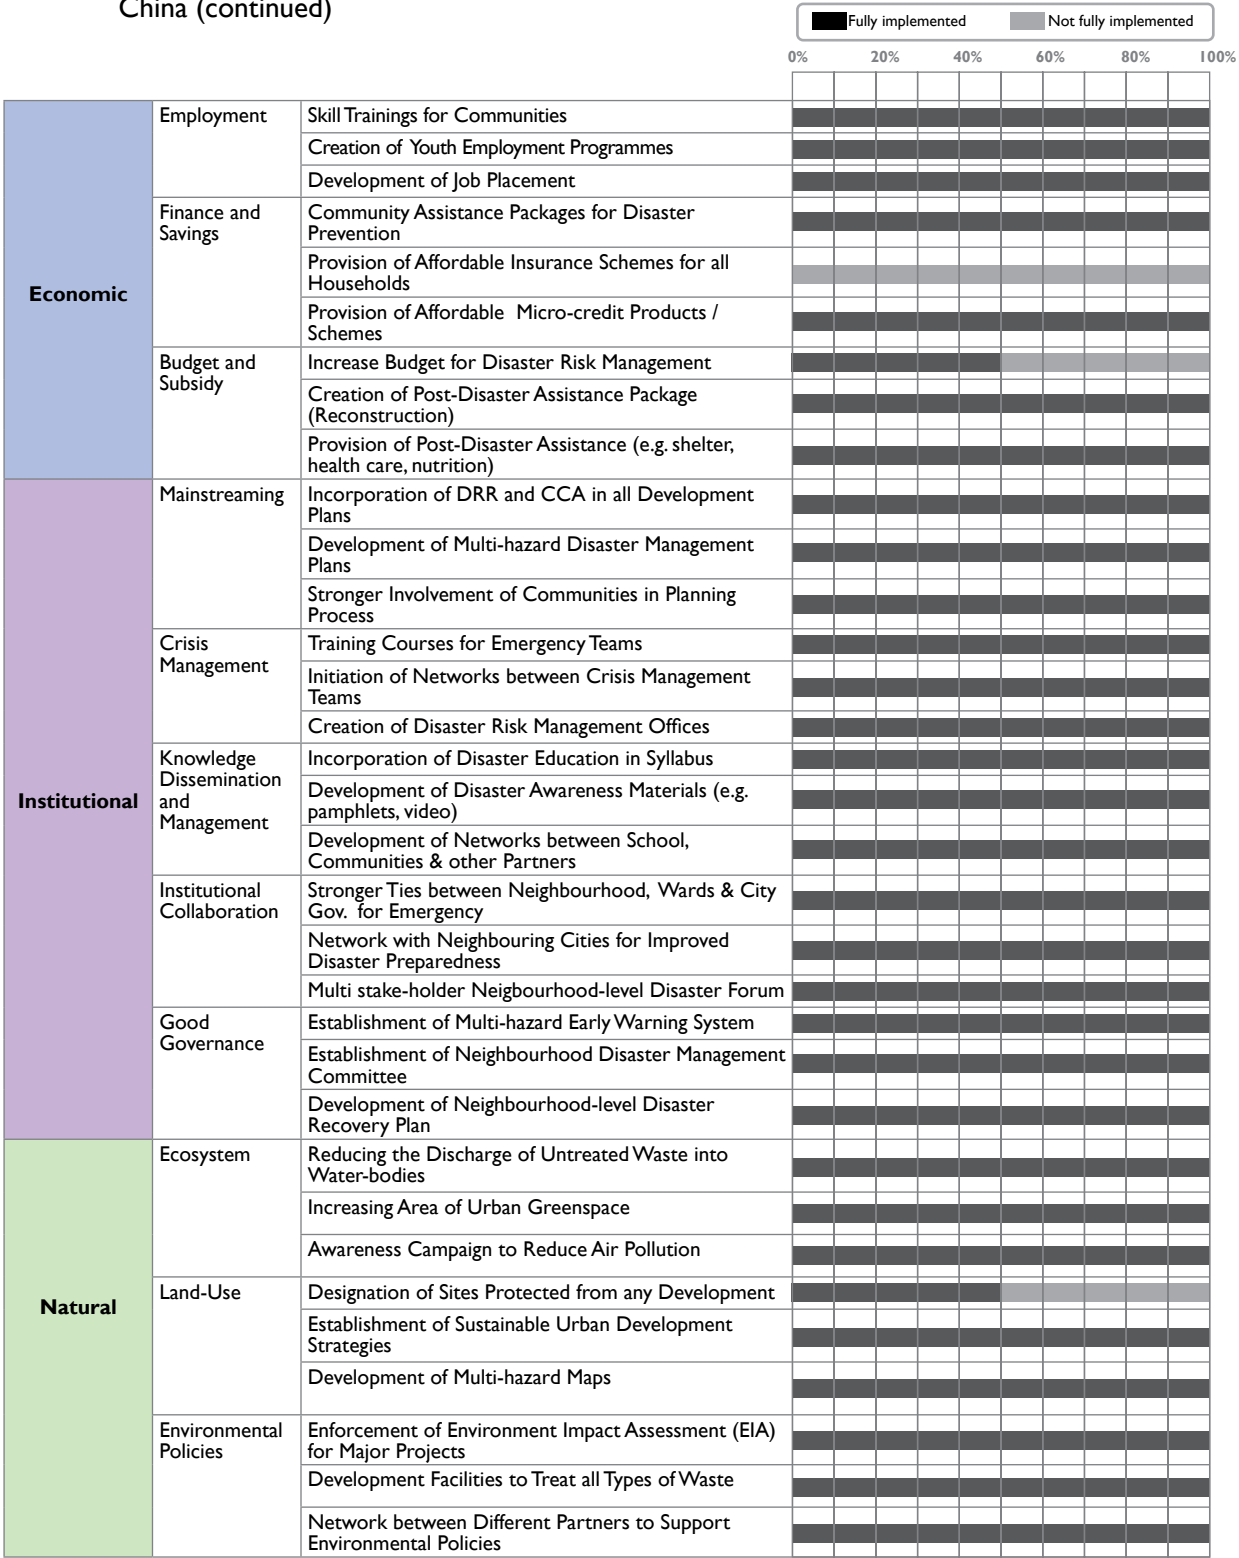 China (continued)
Fully implemented
Not fully implemented
0%
20%
40%
60%
80%
100%
Economic
Employment
Skill Trainings for Communities
Creation of Youth Employment Programmes
Development of Job Placement
Finance and
Savings
Community Assistance Packages for Disaster
Prevention
Provision of Affordable Insurance Schemes for all
Households
Provision of Affordable Micro-credit Products /
Schemes
Budget and
Subsidy
Increase Budget for Disaster Risk Management
Creation of Post-Disaster Assistance Package
(Reconstruction)
Provision of Post-Disaster Assistance (e.g. shelter,
health care, nutrition)
Institutional
Mainstreaming
Incorporation of DRR and CCA in all Development
Plans
Development of Multi-hazard Disaster Management
Plans
Stronger Involvement of Communities in Planning
Process
Crisis
Management
Training Courses for Emergency Teams
Initiation of Networks between Crisis Management
Teams
Creation of Disaster Risk Management Offices
Knowledge
Dissemination
and
Management
Incorporation of Disaster Education in Syllabus
Development of Disaster Awareness Materials (e.g.
pamphlets, video)
Development of Networks between School,
Communities & other Partners
Institutional
Collaboration
Stronger Ties between Neighbourhood, Wards & City
Gov. for Emergency
Network with Neighbouring Cities for Improved
Disaster Preparedness
Multi stake-holder Neigbourhood-level Disaster Forum
Good
Governance
Establishment of Multi-hazard Early Warning System
Establishment of Neighbourhood Disaster Management
Committee
Development of Neighbourhood-level Disaster
Recovery Plan
Natural
Ecosystem
Reducing the Discharge of Untreated Waste into
Water-bodies
Increasing Area of Urban Greenspace
Awareness Campaign to Reduce Air Pollution
Land-Use
Designation of Sites Protected from any Development
Establishment of Sustainable Urban Development
Strategies
Development of Multi-hazard Maps
Environmental
Policies
Enforcement of Environment Impact Assessment (EIA)
for Major Projects
Development Facilities to Treat all Types of Waste
Network between Different Partners to Support
Environmental Policies